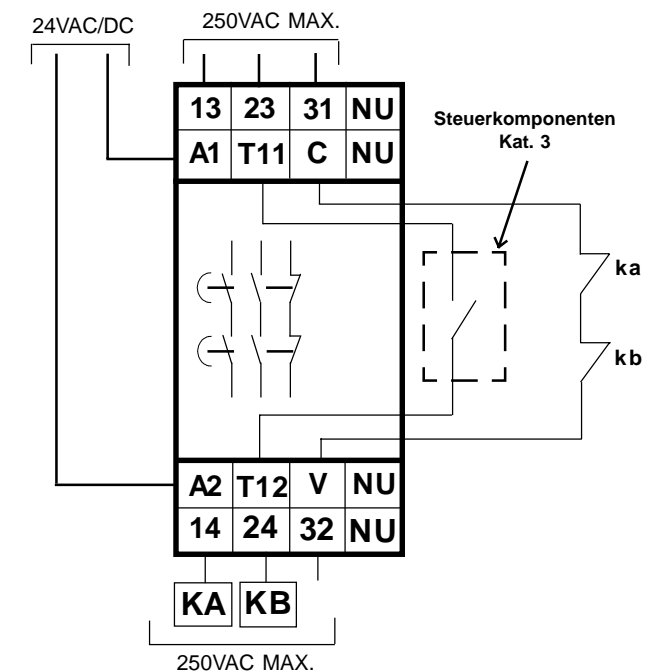 24VAC/DC
250VAC MAX.
13 23 31 NU
A1 T11 C NU
Steuerkomponenten
Kat. 3
ka
kb
A2 T12 V NU
14 24 32 NU
KA KB
250VAC MAX.